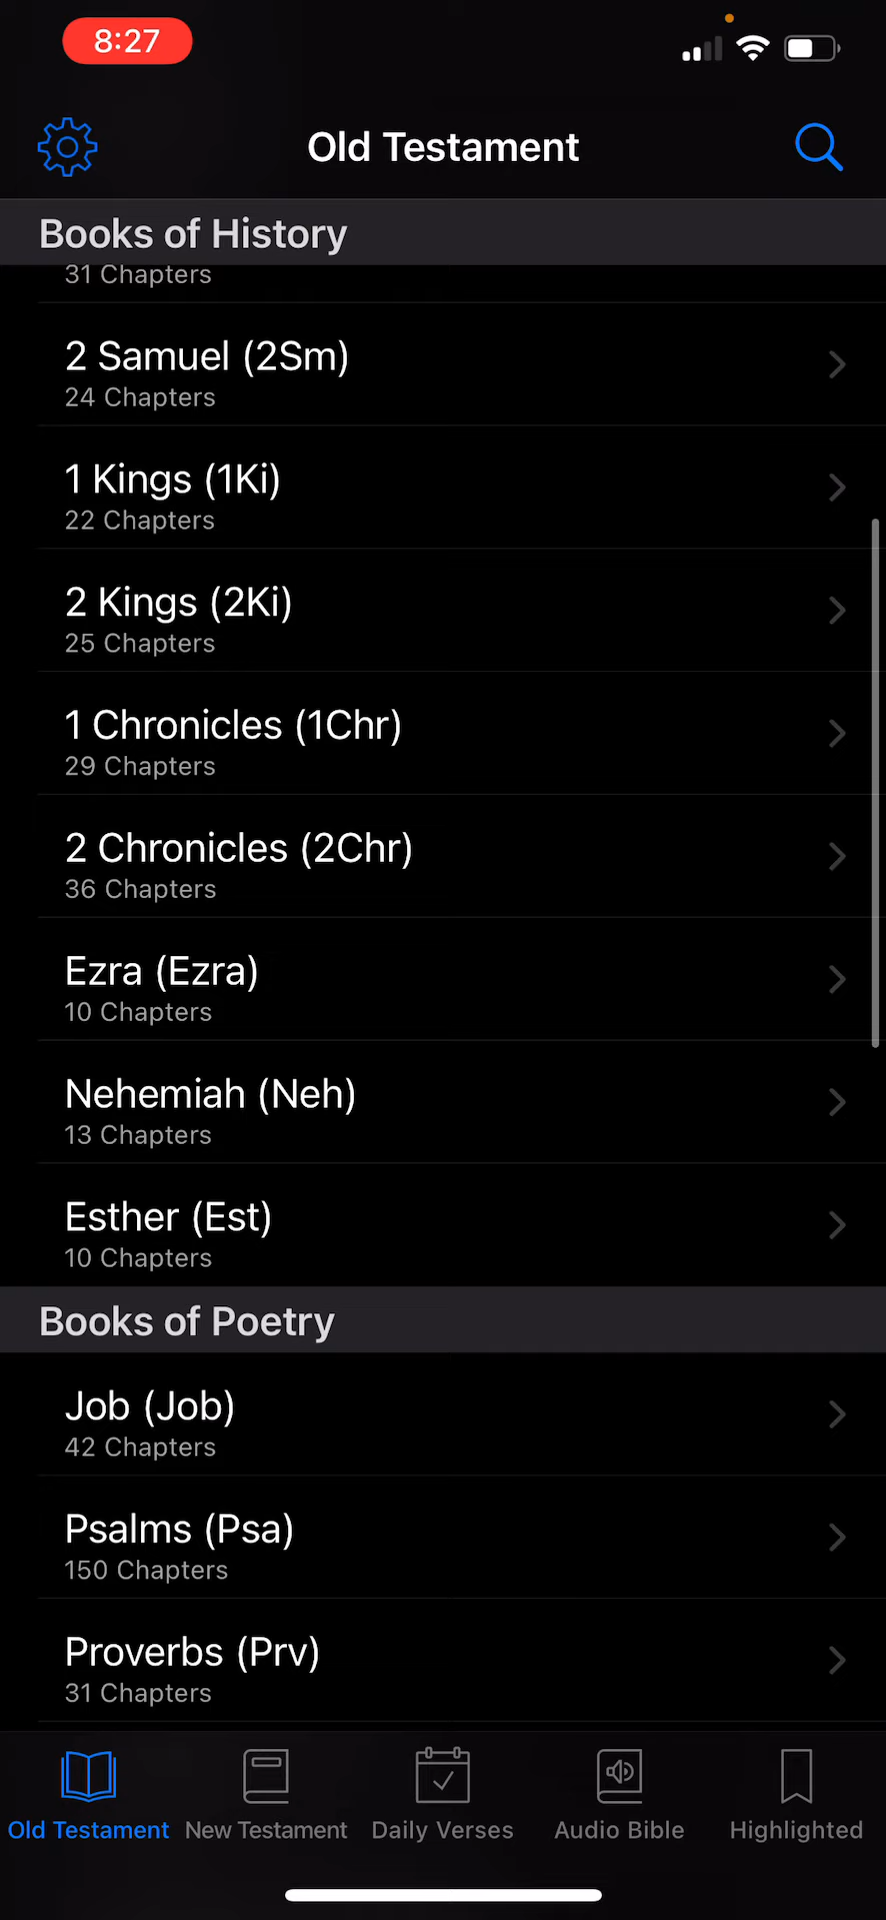 8:27
Old Testament
Books of History
31 Chapters
2 Samuel (2Sm)
24 Chapters
1 Kings (1Ki)
22 Chapters
2 Kings (2Ki)
25 Chapters
1 Chronicles (1Chr)
29 Chapters
2 Chronicles (2Chr)
36 Chapters
Ezra (Ezra)
10 Chapters
Nehemiah (Neh)
13 Chapters
Esther (Est)
10 Chapters
Books of Poetry
Job (Job)
42 Chapters
Psalms (Psa)
150 Chapters
Proverbs (Prv)
31 Chapters
Old Testament New Testament Daily Verses Audio Bible Highlighted